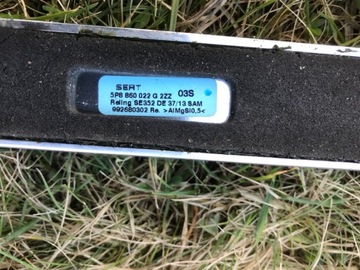 SEAT
5P8 860 022 G 2ZZ 03S
Reling SE352 DE 37/13 SAM
9926B0302 Re. >AlMgSi0,5<